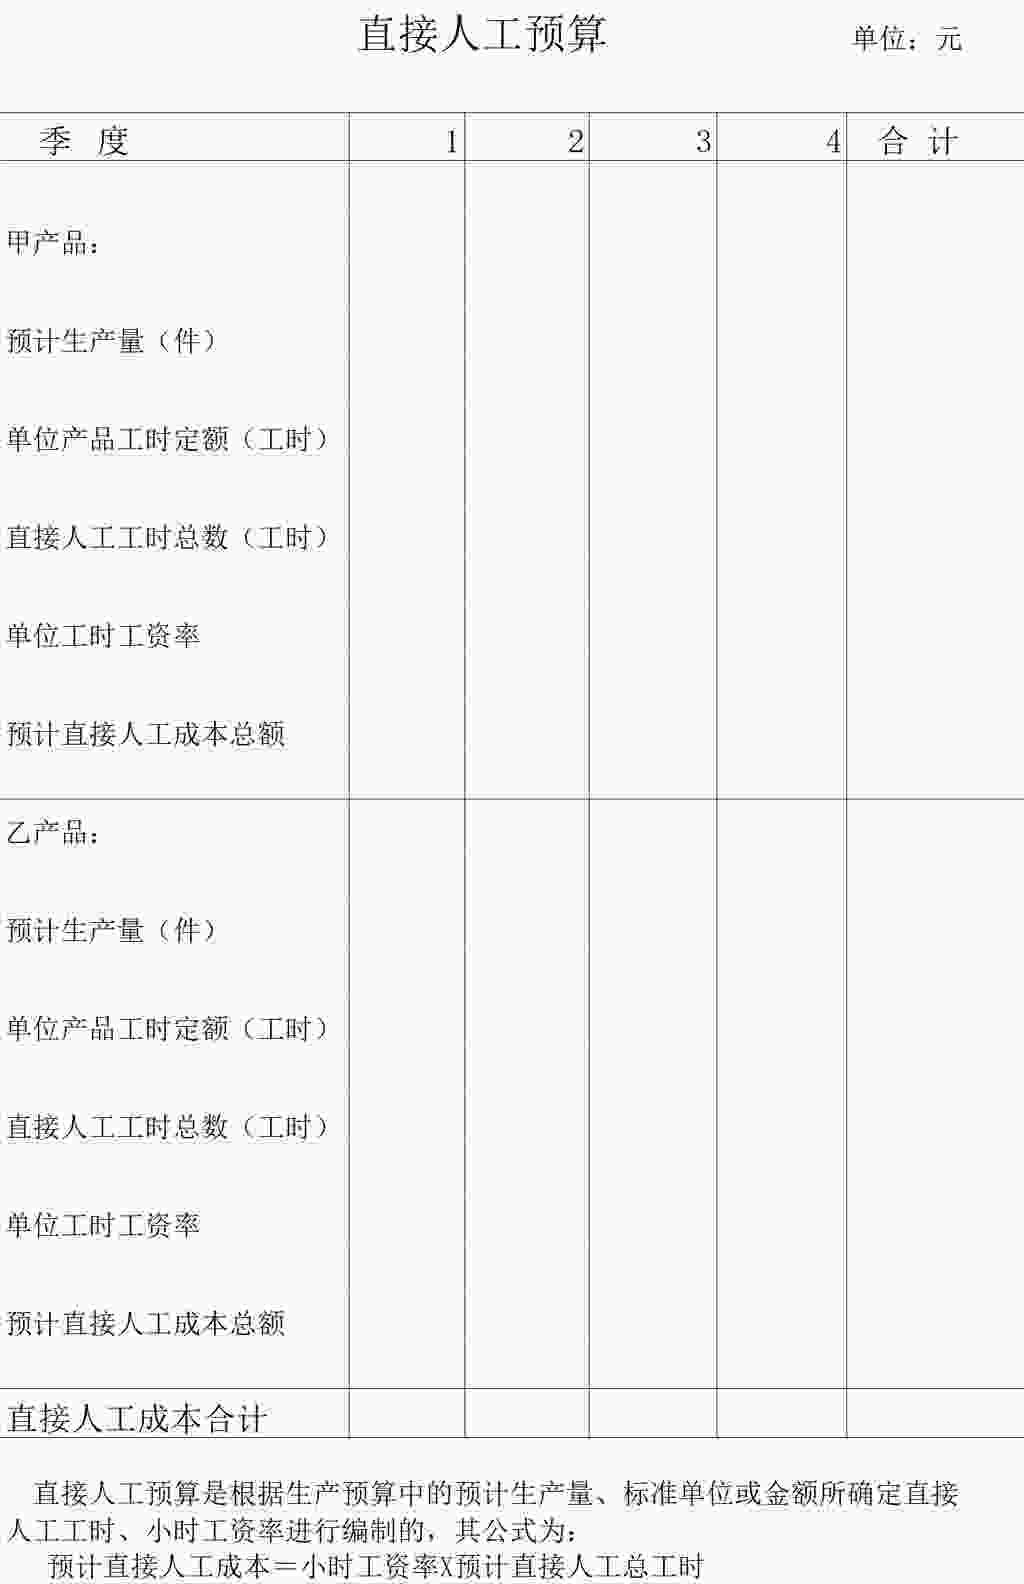 直接人工预算 单位：元
季 度 1 2 3 4 合 计
甲产品：
预计生产量（件）
单位产品工时定额（工时）
直接人工工时总数（工时）
单位工时工资率
预计直接人工成本总额
乙产品：
预计生产量（件）
单位产品工时定额（工时）
直接人工工时总数（工时）
单位工时工资率
预计直接人工成本总额
直接人工成本合计
直接人工预算是根据生产预算中的预计生产量、标准单位或金额所确定直接
人工工时、小时工资率进行编制的，其公式为：
预计直接人工成本＝小时工资率X预计直接人工总工时